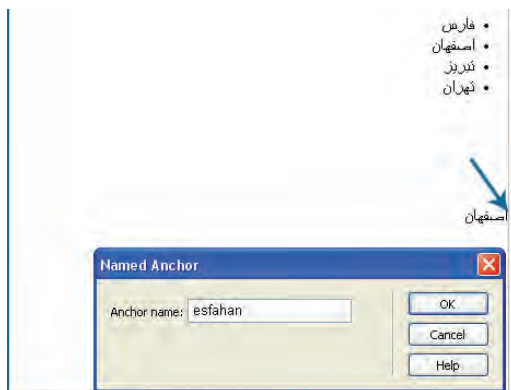 • فارس
• اصفهان
• تبریز
• تهران
اصفهان
Named Anchor
Anchor name: esfahan
OK
Cancel
Help